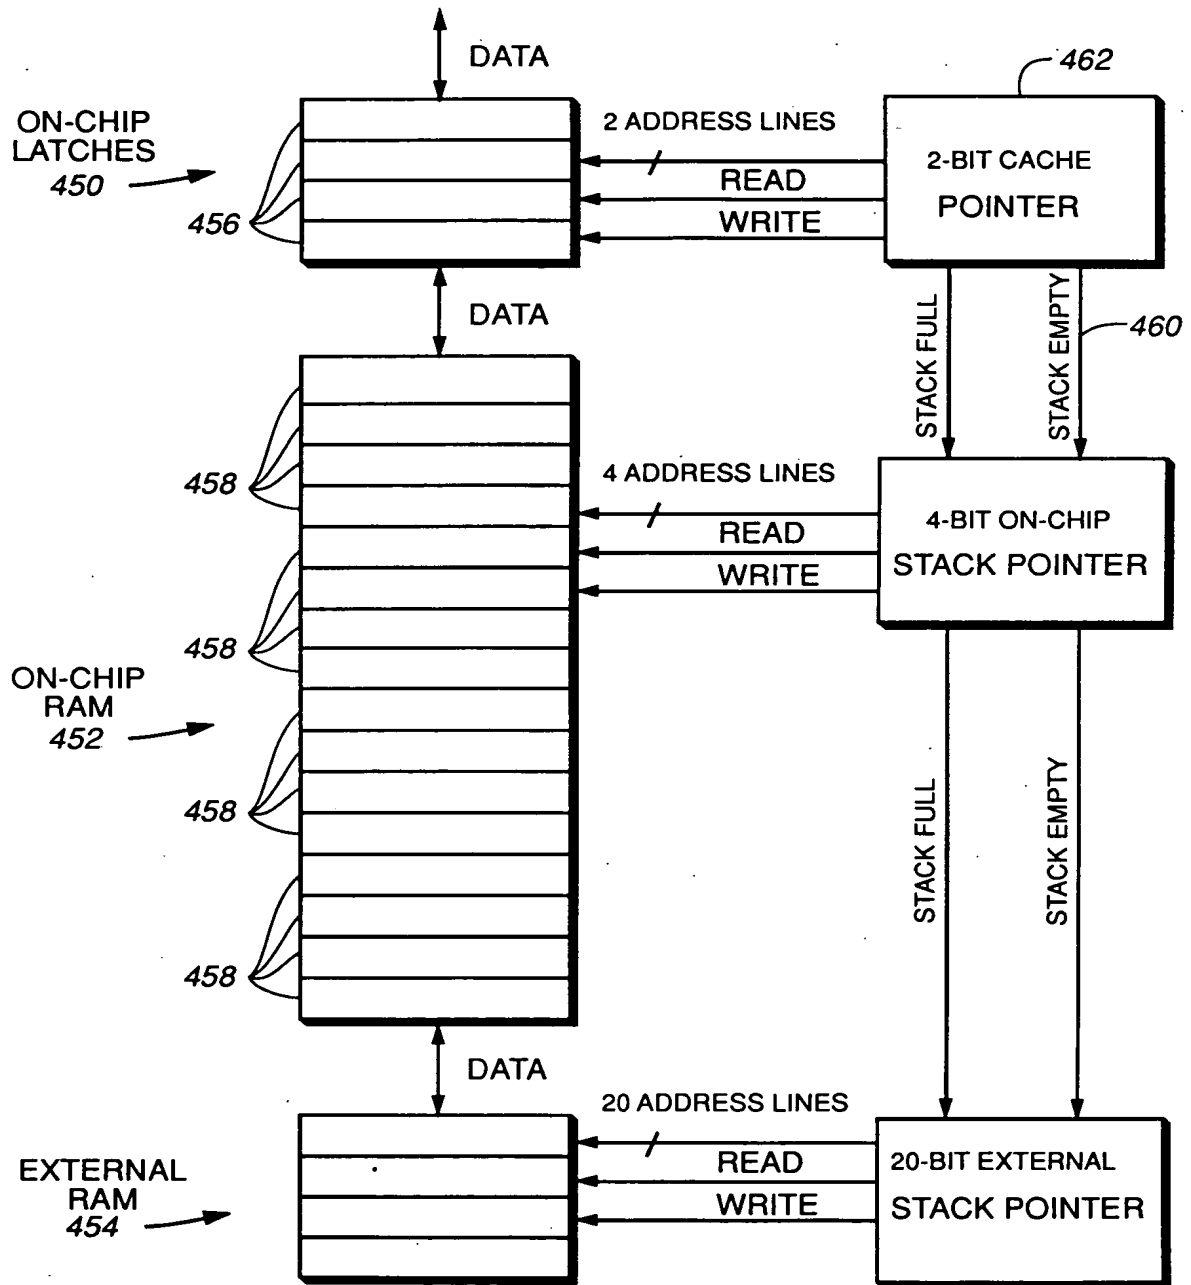 DATA
462
ON-CHIP
LATCHES
450
456
2 ADDRESS LINES
READ
WRITE
2-BIT CACHE
POINTER
DATA
STACK FULL
STACK EMPTY
460
458
4 ADDRESS LINES
READ
WRITE
4-BIT ON-CHIP
STACK POINTER
458
ON-CHIP
RAM
452
458
STACK FULL
STACK EMPTY
458
DATA
20 ADDRESS LINES
READ
WRITE
20-BIT EXTERNAL
STACK POINTER
EXTERNAL
RAM
454